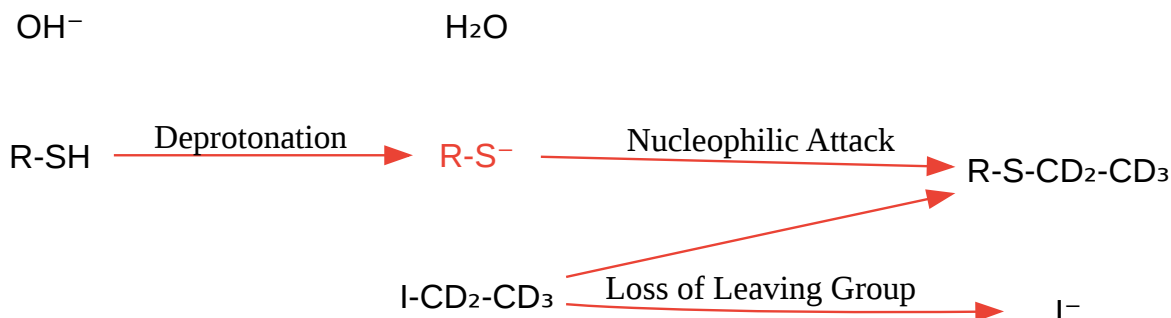 OH⁻
H₂O
Deprotonation
Nucleophilic Attack
R-SH
R-S⁻
R-S-CD₂-CD₃
I-CD₂-CD₃
Loss of Leaving Group
I⁻